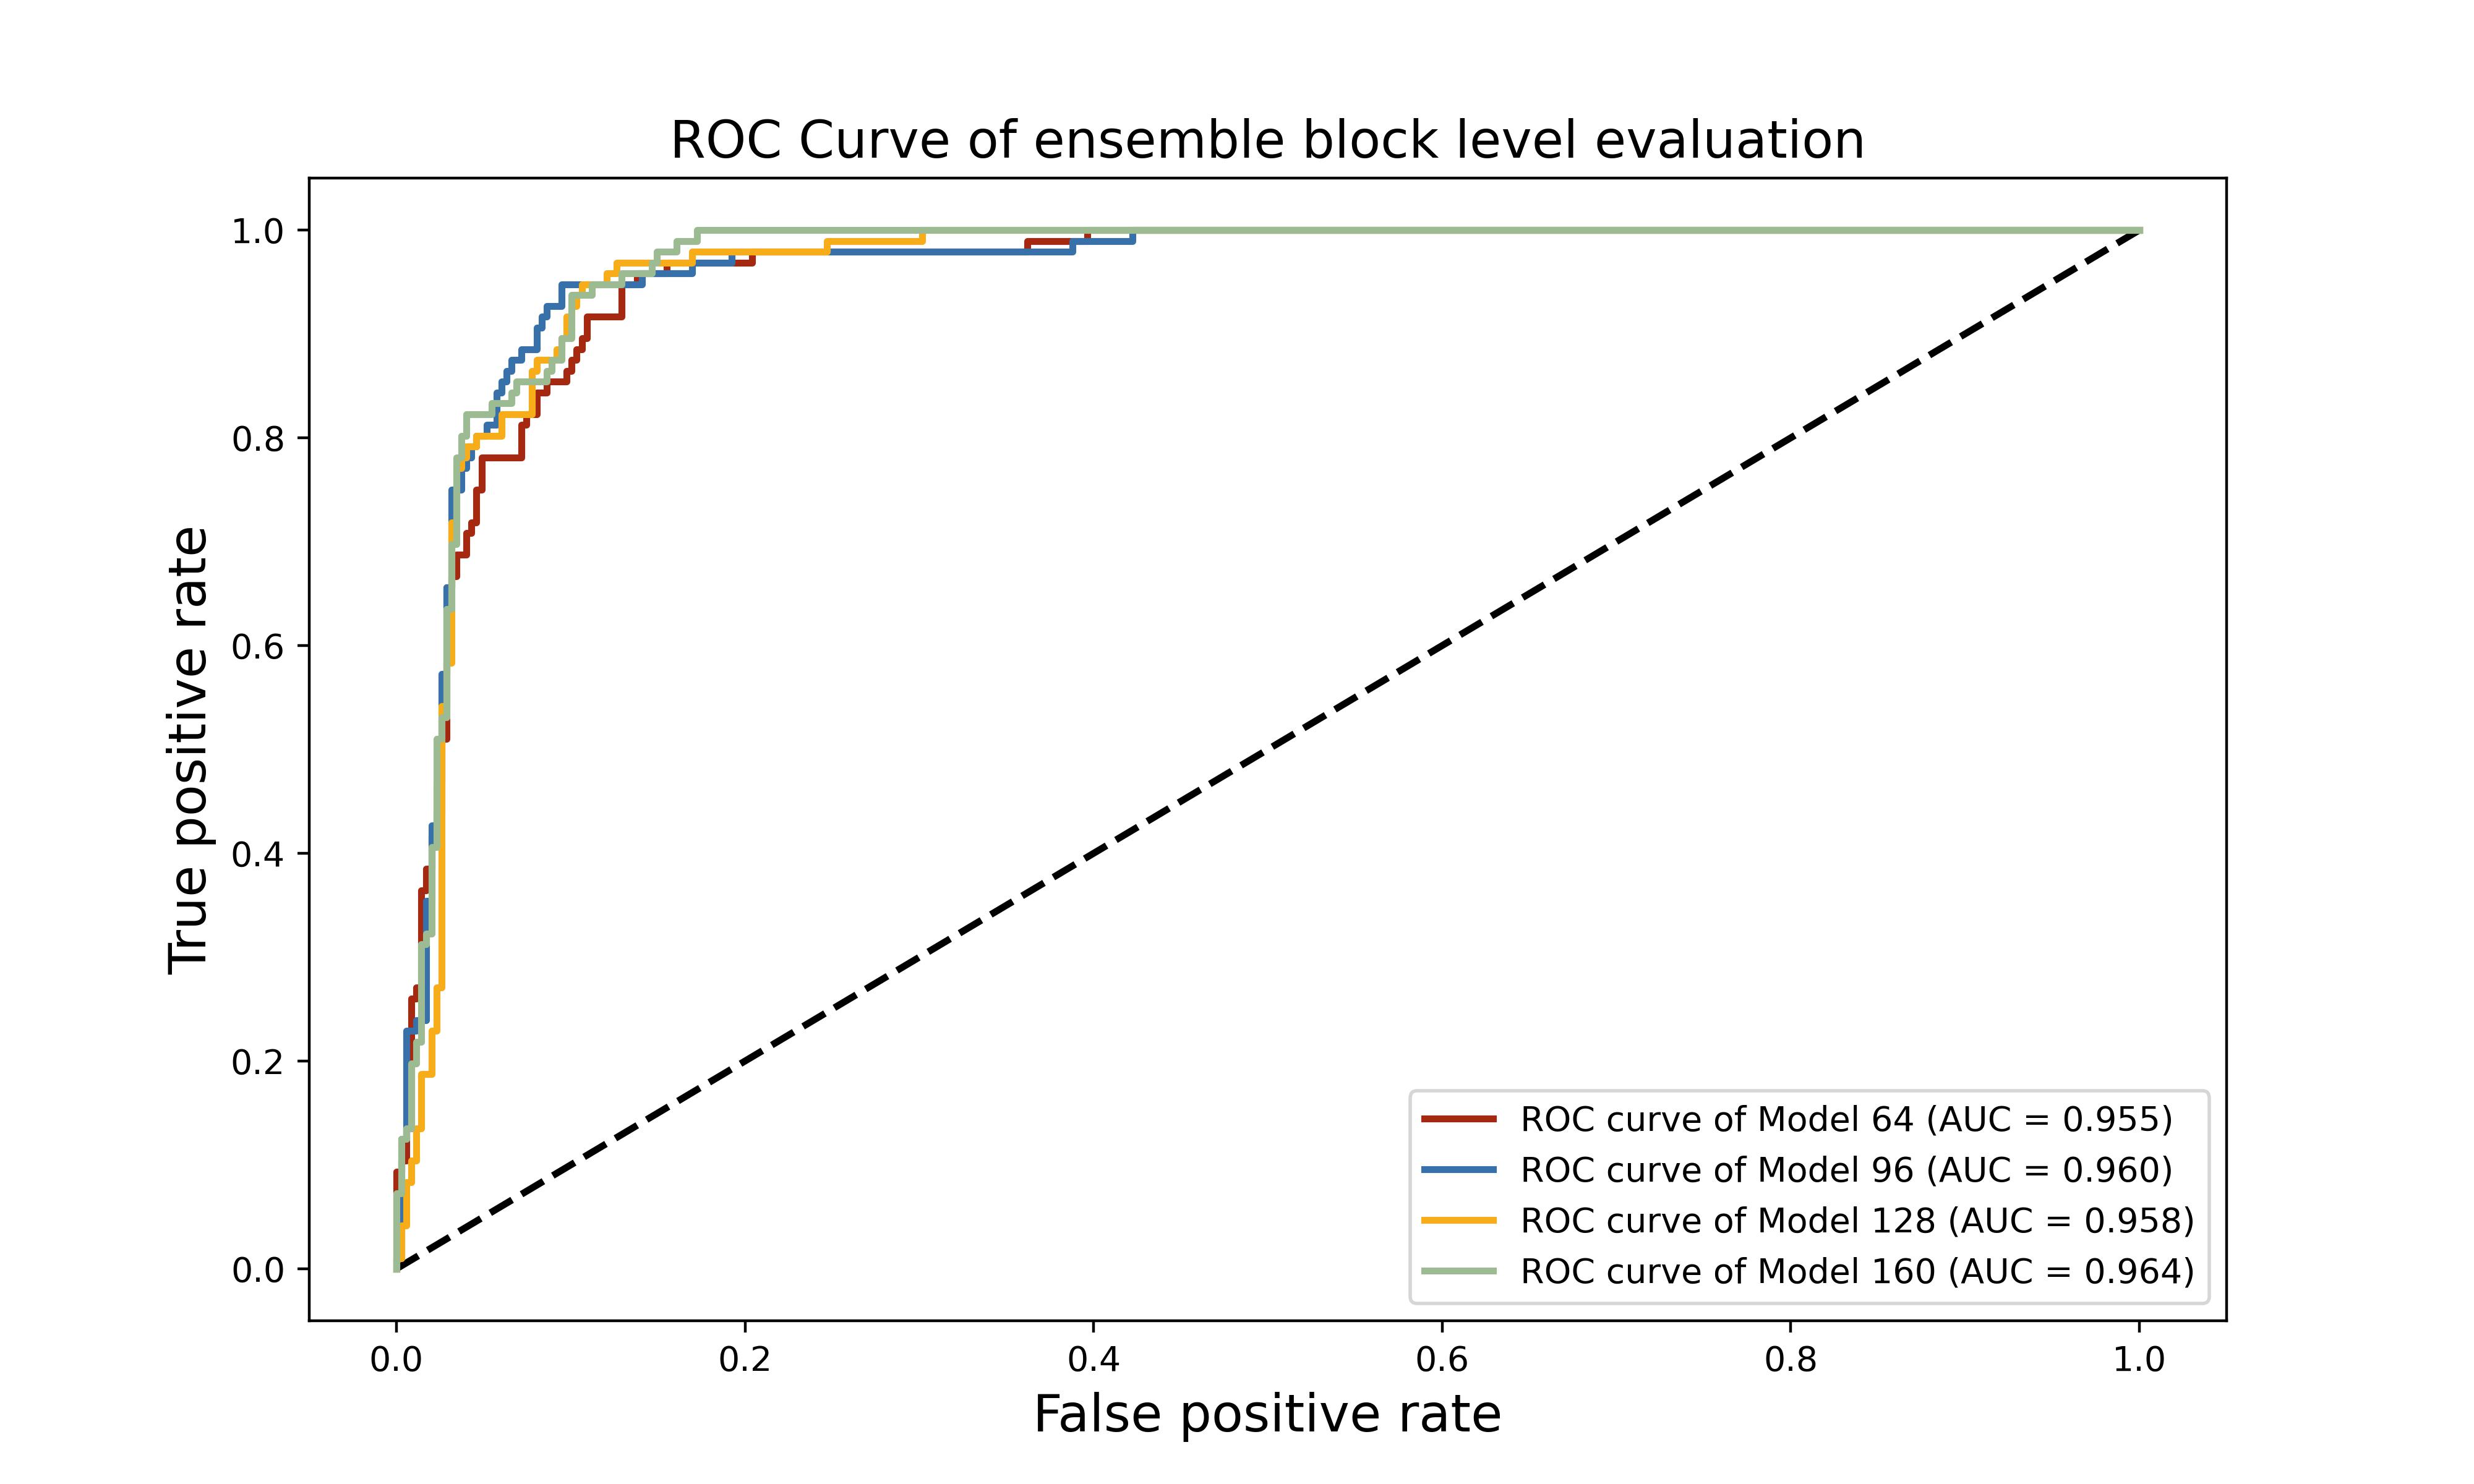 ROC Curve of ensemble block level evaluation
True positive rate
1.0
0.8
0.6
0.4
0.2
0.0
ROC curve of Model 64 (AUC = 0.955)
ROC curve of Model 96 (AUC = 0.960)
ROC curve of Model 128 (AUC = 0.958)
ROC curve of Model 160 (AUC = 0.964)
0.0 0.2 0.4 0.6 0.8 1.0
False positive rate